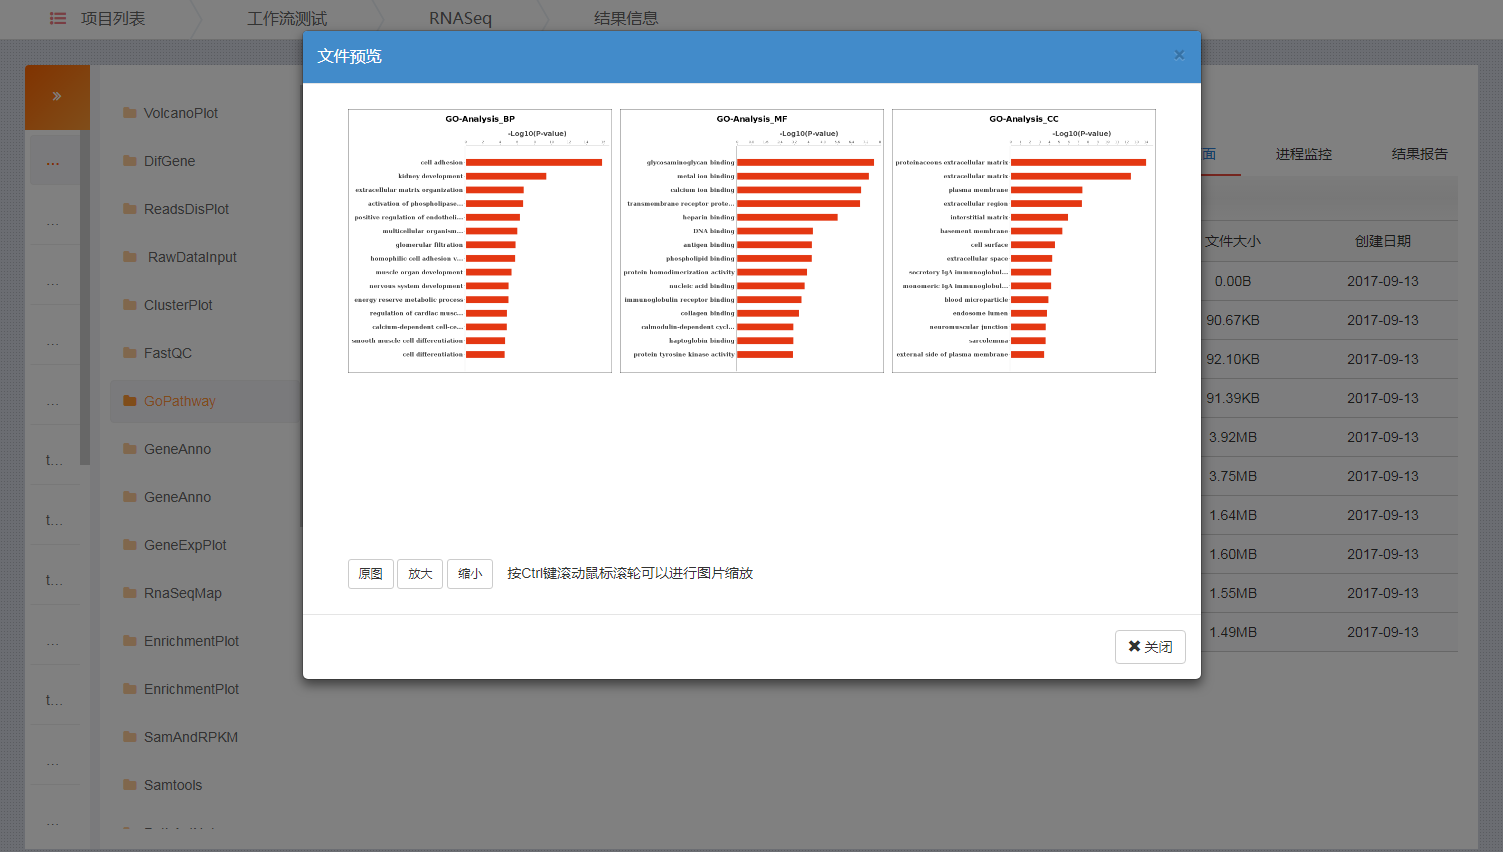 项目列表
工作流测试
RNASeq
结果信息
文件预览
×
»
...
...
...
...
...
t...
t...
t...
...
t...
...
...
VolcanoPlot
DifGene
ReadsDisPlot
RawDataInput
ClusterPlot
FastQC
GoPathway
GeneAnno
GeneAnno
GeneExpPlot
RnaSeqMap
EnrichmentPlot
EnrichmentPlot
SamAndRPKM
Samtools
GO-Analysis_BP
-Log10(P-value)
cell adhesion
kidney development
extracellular matrix organization
activation of phospholipase...
positive regulation of endotheli...
multicellular organism...
glomerular filtration
homophilic cell adhesion v...
muscle organ development
nervous system development
energy reserve metabolic process
regulation of cardiac musc...
calcium-dependent cell-ce...
smooth muscle cell differentiation
cell differentiation
GO-Analysis_MF
-Log10(P-value)
glycosaminoglycan binding
metal ion binding
calcium ion binding
transmembrane receptor prote...
heparin binding
DNA binding
antigen binding
phospholipid binding
protein homodimerization activity
nucleic acid binding
immunoglobulin receptor binding
collagen binding
calmodulin-dependent cycl...
haptoglobin binding
protein tyrosine kinase activity
GO-Analysis_CC
-Log10(P-value)
proteinaceous extracellular matrix
extracellular matrix
plasma membrane
extracellular region
interstitial matrix
basement membrane
cell surface
extracellular space
secretory IgA immunoglobul...
monomeric IgA immunoglobul...
blood microparticle
endosome lumen
neuromuscular junction
sarcolemma
external side of plasma membrane
原图
放大
缩小
按Ctrl键滚动鼠标滚轮可以进行图片缩放
关闭
面
进程监控
结果报告
文件大小 创建日期
0.00B 2017-09-13
90.67KB 2017-09-13
92.10KB 2017-09-13
91.39KB 2017-09-13
3.92MB 2017-09-13
3.75MB 2017-09-13
1.64MB 2017-09-13
1.60MB 2017-09-13
1.55MB 2017-09-13
1.49MB 2017-09-13